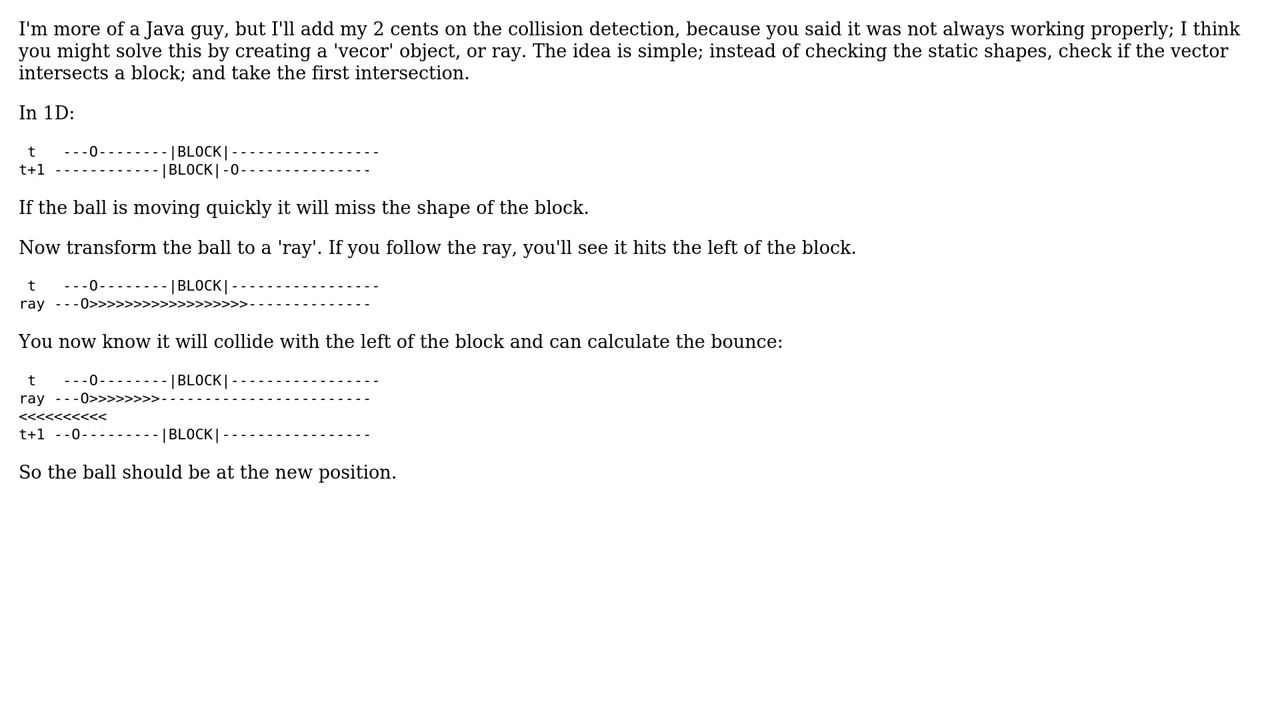 I'm more of a Java guy, but I'll add my 2 cents on the collision detection, because you said it was not always working properly; I think
you might solve this by creating a 'vecor' object, or ray. The idea is simple; instead of checking the static shapes, check if the vector
intersects a block; and take the first intersection.
In 1D:
 t   ---O--------|BLOCK|-----------------
t+1 ------------|BLOCK|-O---------------
If the ball is moving quickly it will miss the shape of the block.
Now transform the ball to a 'ray'. If you follow the ray, you'll see it hits the left of the block.
 t   ---O--------|BLOCK|-----------------
ray ---O>>>>>>>>>>>>>>>>>>--------------
You now know it will collide with the left of the block and can calculate the bounce:
 t   ---O--------|BLOCK|-----------------
ray ---O>>>>>>>>------------------------
<<<<<<<<<<
t+1 --O---------|BLOCK|-----------------
So the ball should be at the new position.